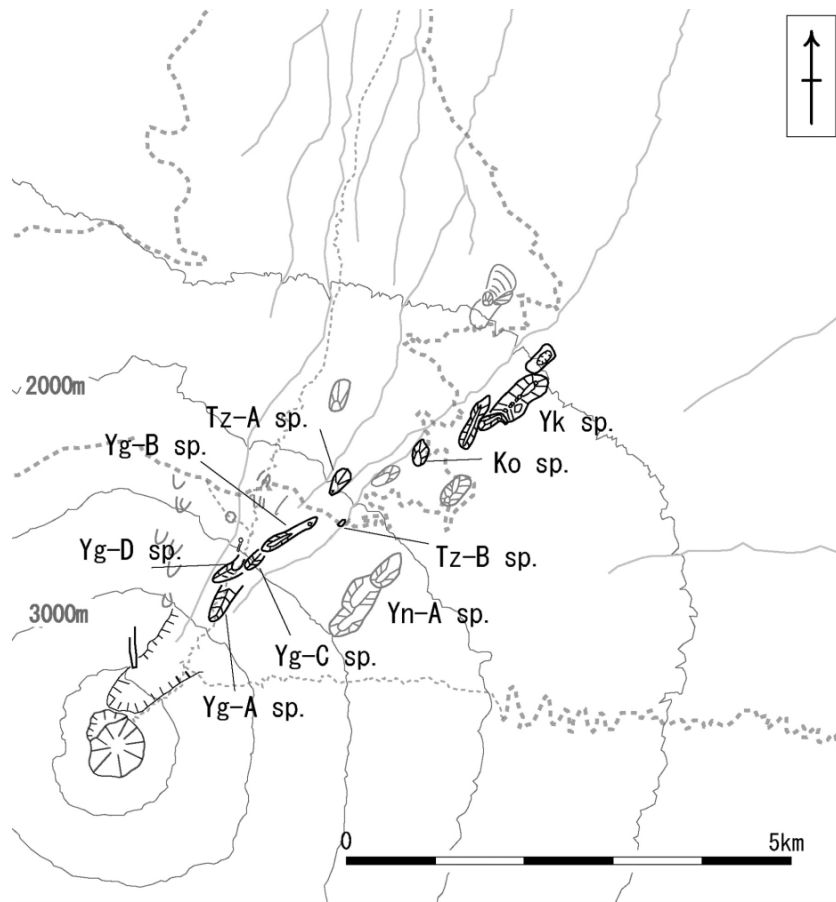 2000m
Tz-A sp.
Yg-B sp.
Yk sp.
Ko sp.
Yg-D sp.
Tz-B sp.
3000m
Yn-A sp.
Yg-C sp.
Yg-A sp.
0 5km